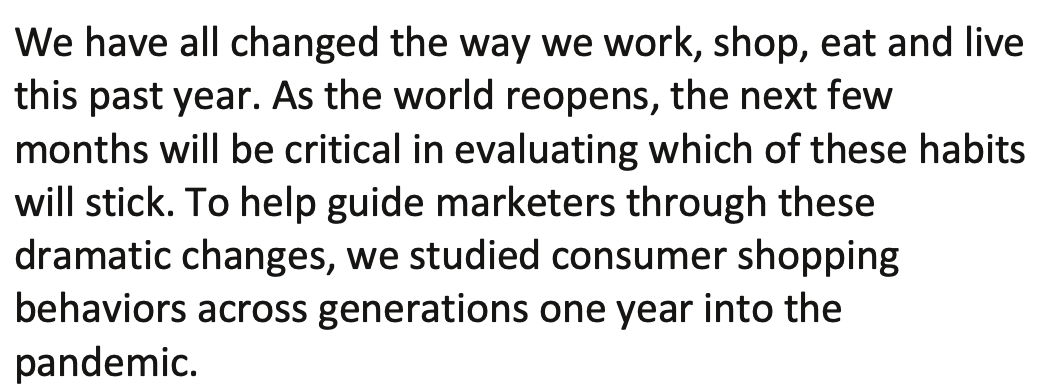 We have all changed the way we work, shop, eat and live
this past year. As the world reopens, the next few
months will be critical in evaluating which of these habits
will stick. To help guide marketers through these
dramatic changes, we studied consumer shopping
behaviors across generations one year into the
pandemic.